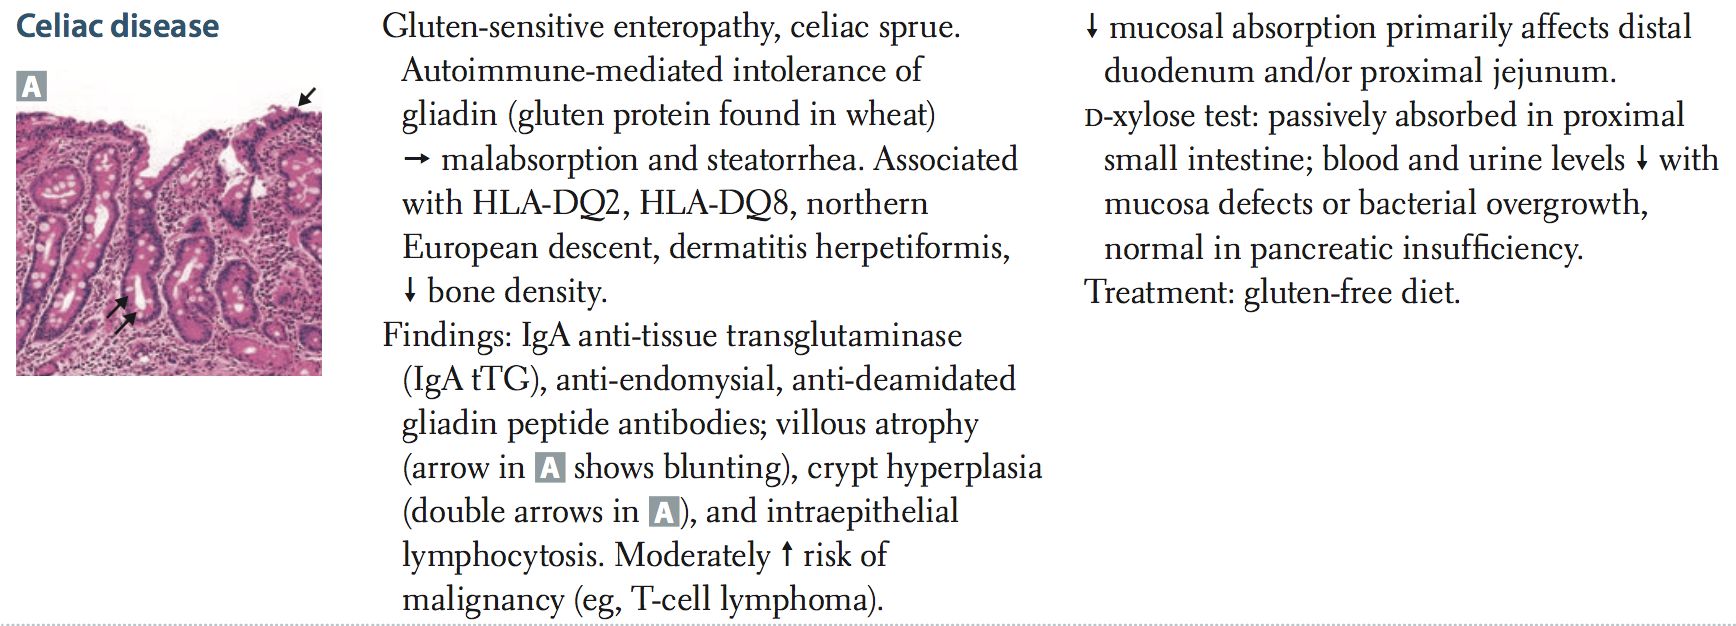 Celiac disease
A
Gluten-sensitive enteropathy, celiac sprue.
Autoimmune-mediated intolerance of
gliadin (gluten protein found in wheat)
→ malabsorption and steatorrhea. Associated
with HLA-DQ2, HLA-DQ8, northern
European descent, dermatitis herpetiformis,
↓ bone density.
Findings: IgA anti-tissue transglutaminase
(IgA tTG), anti-endomysial, anti-deamidated
gliadin peptide antibodies; villous atrophy
(arrow in A shows blunting), crypt hyperplasia
(double arrows in A), and intraepithelial
lymphocytosis. Moderately ↑ risk of
malignancy (eg, T-cell lymphoma).
↓ mucosal absorption primarily affects distal
duodenum and/or proximal jejunum.
D-xylose test: passively absorbed in proximal
small intestine; blood and urine levels ↓ with
mucosa defects or bacterial overgrowth,
normal in pancreatic insufficiency.
Treatment: gluten-free diet.